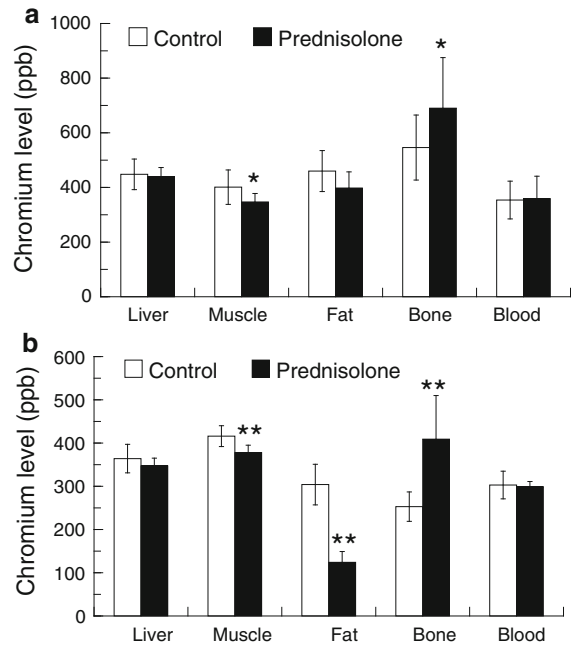 a
1000
Control Prednisolone
*
800
Chromium level (ppb)
600
*
400
200
0
Liver Muscle Fat Bone Blood
b
600
Control Prednisolone
**
500
**
400
Chromium level (ppb)
300
200
**
100
0
Liver Muscle Fat Bone Blood